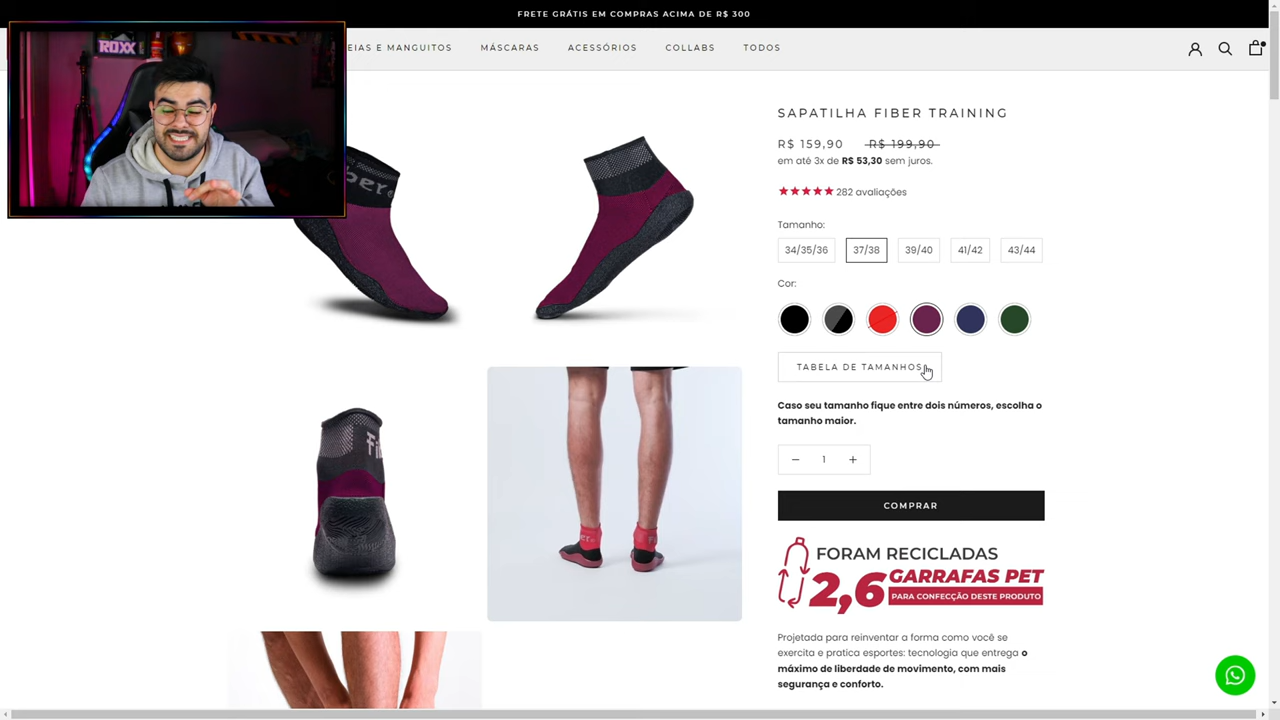 FRETE GRÁTIS EM COMPRAS ACIMA DE R$ 300
EIAS E MANGUITOS MÁSCARAS ACESSÓRIOS COLLABS TODOS
ROXX
SAPATILHA FIBER TRAINING
R$ 159,90 R$ 199,90
em até 3x de R$ 53,30 sem juros.
282 avaliações
Tamanho:
34/35/36 37/38 39/40 41/42 43/44
Cor:
TABELA DE TAMANHOS
Caso seu tamanho fique entre dois números, escolha o
tamanho maior.
− 1 +
COMPRAR
FORAM RECICLADAS
2,6 GARRAFAS PET
PARA CONFECÇÃO DESTE PRODUTO
Projetada para reinventar a forma como você se
exercita e pratica esportes: tecnologia que entrega o
máximo de liberdade de movimento, com mais
segurança e conforto.